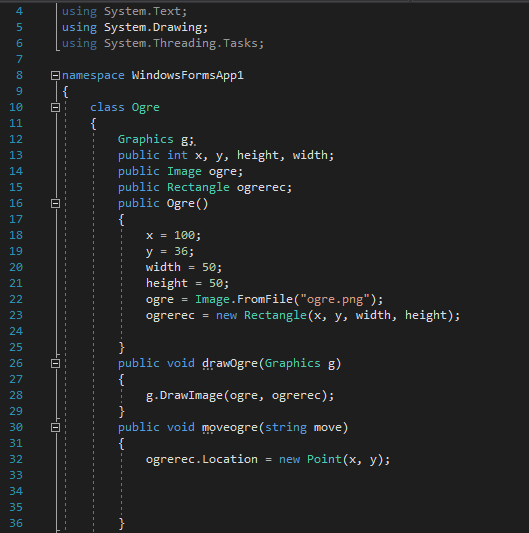 4 using System.Text;
5 using System.Drawing;
6 using System.Threading.Tasks;
7
8 namespace WindowsFormsApp1
9 {
10 class Ogre
11 {
12 Graphics g;
13 public int x, y, height, width;
14 public Image ogre;
15 public Rectangle ogrerec;
16 public Ogre()
17 {
18 x = 100;
19 y = 36;
20 width = 50;
21 height = 50;
22 ogre = Image.FromFile("ogre.png");
23 ogrerec = new Rectangle(x, y, width, height);
24
25 }
26 public void drawOgre(Graphics g)
27 {
28 g.DrawImage(ogre, ogrerec);
29 }
30 public void moveogre(string move)
31 {
32 ogrerec.Location = new Point(x, y);
33
34
35
36 }